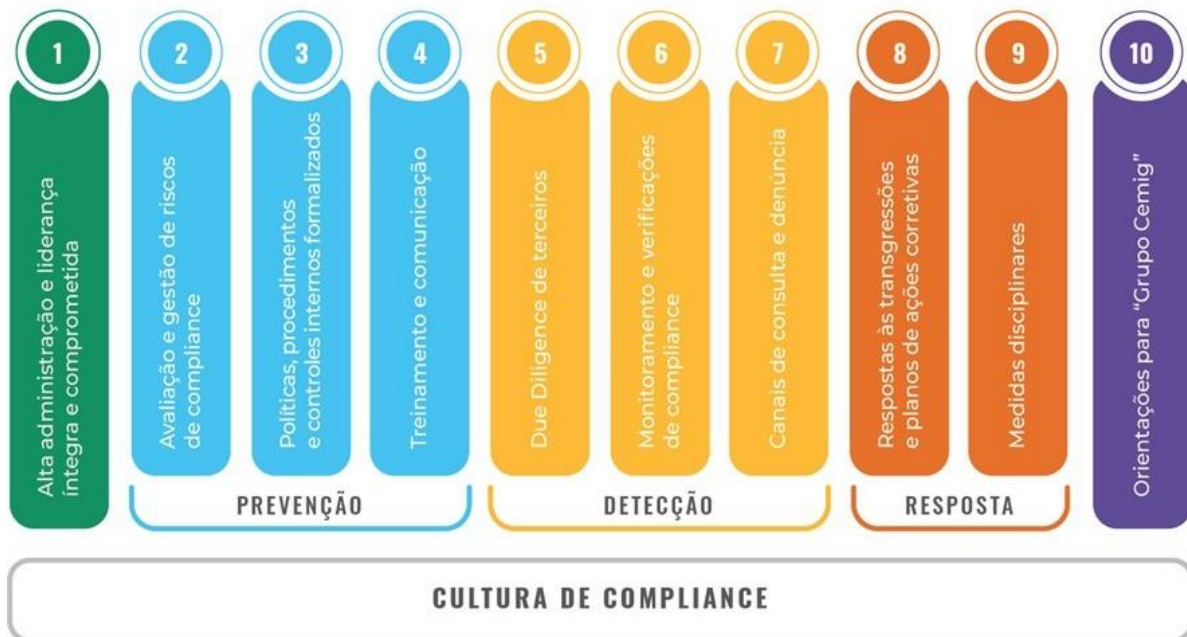 1
Alta administração e liderança
íntegra e comprometida
2
Avaliação e gestão de riscos
de compliance
3
Políticas, procedimentos
e controles internos formalizados
4
Treinamento e comunicação
PREVENÇÃO
5
Due Diligence de terceiros
6
Monitoramento e verificações
de compliance
7
Canais de consulta e denúncia
DETECÇÃO
8
Respostas às transgressões
e planos de ações corretivas
9
Medidas disciplinares
RESPOSTA
10
Orientações para “Grupo Cemig”
CULTURA DE COMPLIANCE